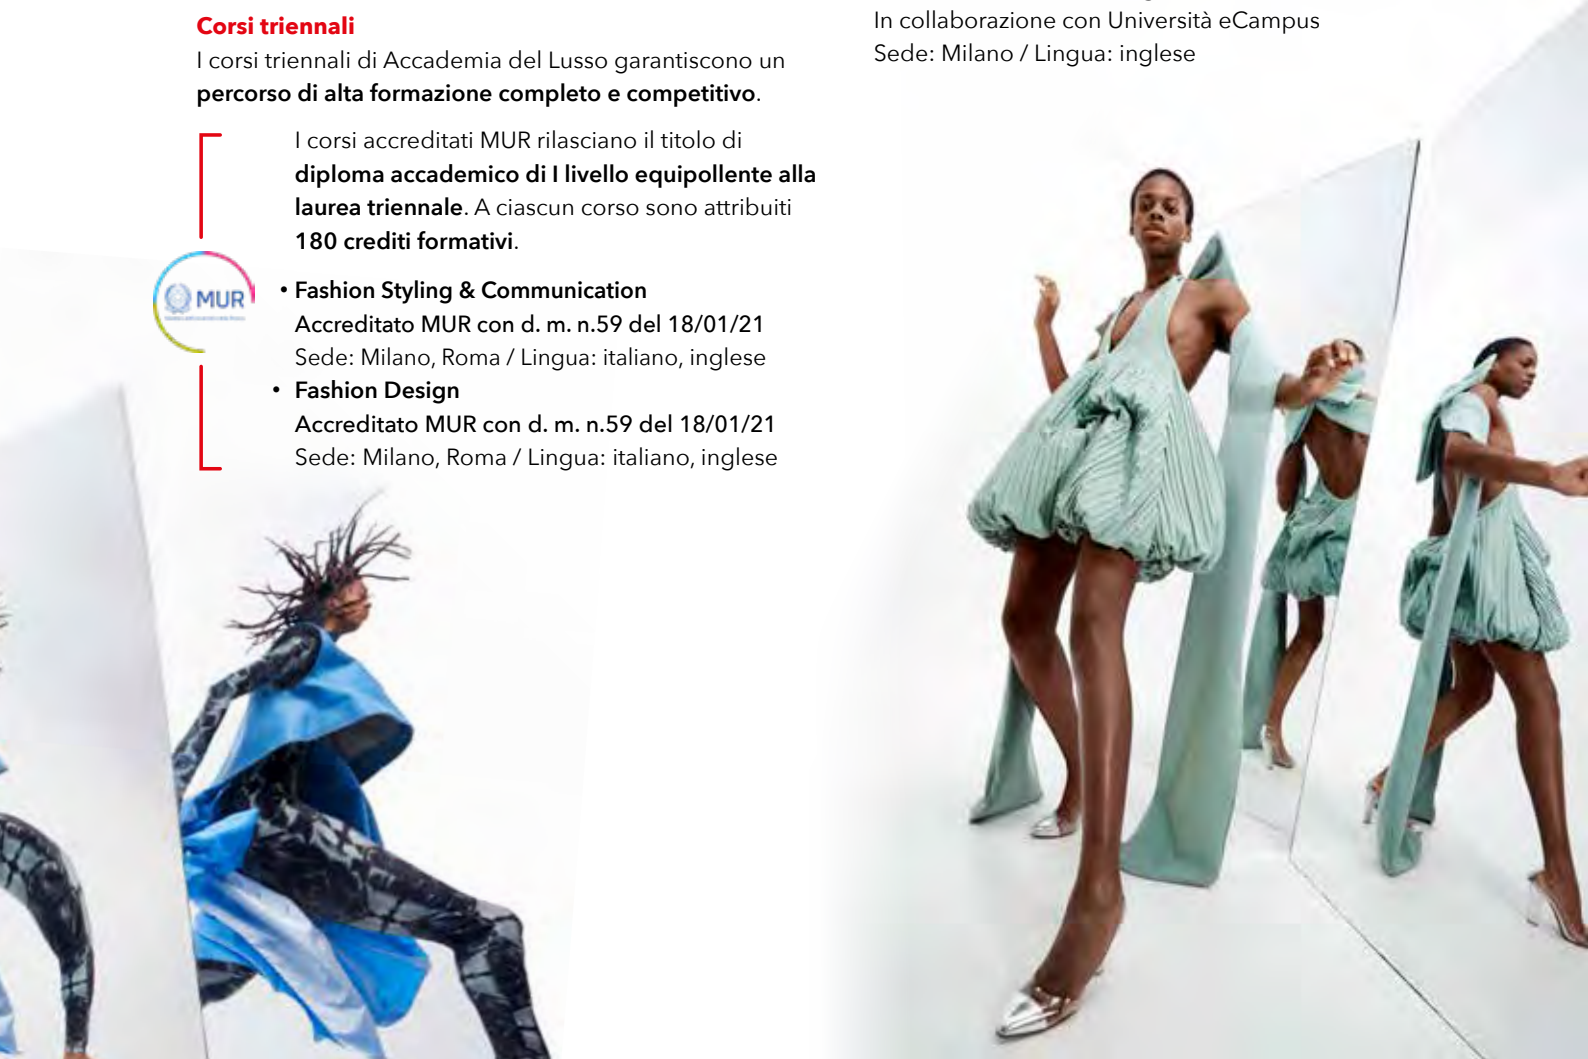 Corsi triennali
I corsi triennali di Accademia del Lusso garantiscono un
percorso di alta formazione completo e competitivo.
I corsi accreditati MUR rilasciano il titolo di
diploma accademico di I livello equipollente alla
laurea triennale. A ciascun corso sono attribuiti
180 crediti formativi.
MUR
• Fashion Styling & Communication
Accreditato MUR con d. m. n.59 del 18/01/21
Sede: Milano, Roma / Lingua: italiano, inglese
• Fashion Design
Accreditato MUR con d. m. n.59 del 18/01/21
Sede: Milano, Roma / Lingua: italiano, inglese
In collaborazione con Università eCampus
Sede: Milano / Lingua: inglese